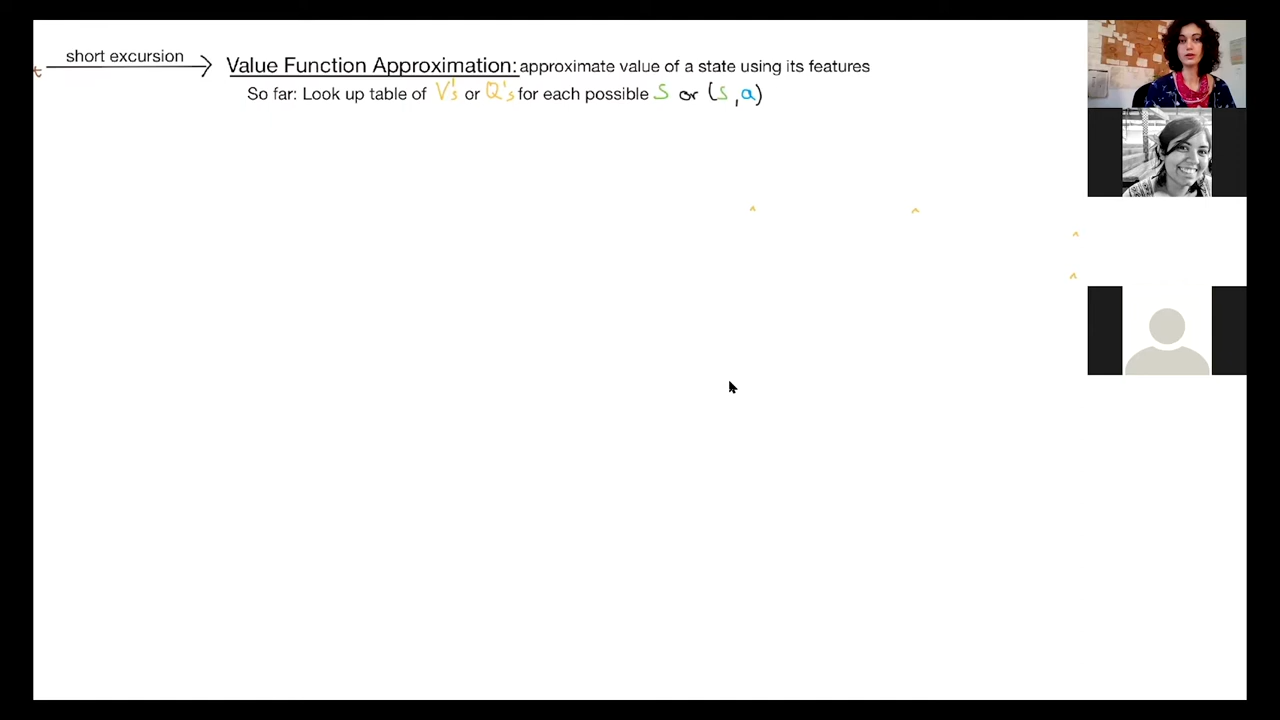 short excursion
Value Function Approximation: approximate value of a state using its features
So far: Look up table of V's or Q's for each possible S or (s,a)
^ ^
^
^